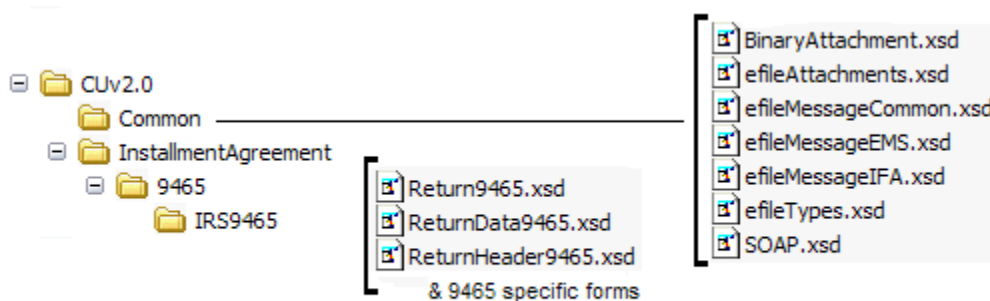 CUv2.0
Common
InstallmentAgreement
9465
IRS9465
Return9465.xsd
ReturnData9465.xsd
ReturnHeader9465.xsd
& 9465 specific forms
BinaryAttachment.xsd
efileAttachments.xsd
efileMessageCommon.xsd
efileMessageEMS.xsd
efileMessageIFA.xsd
efileTypes.xsd
SOAP.xsd